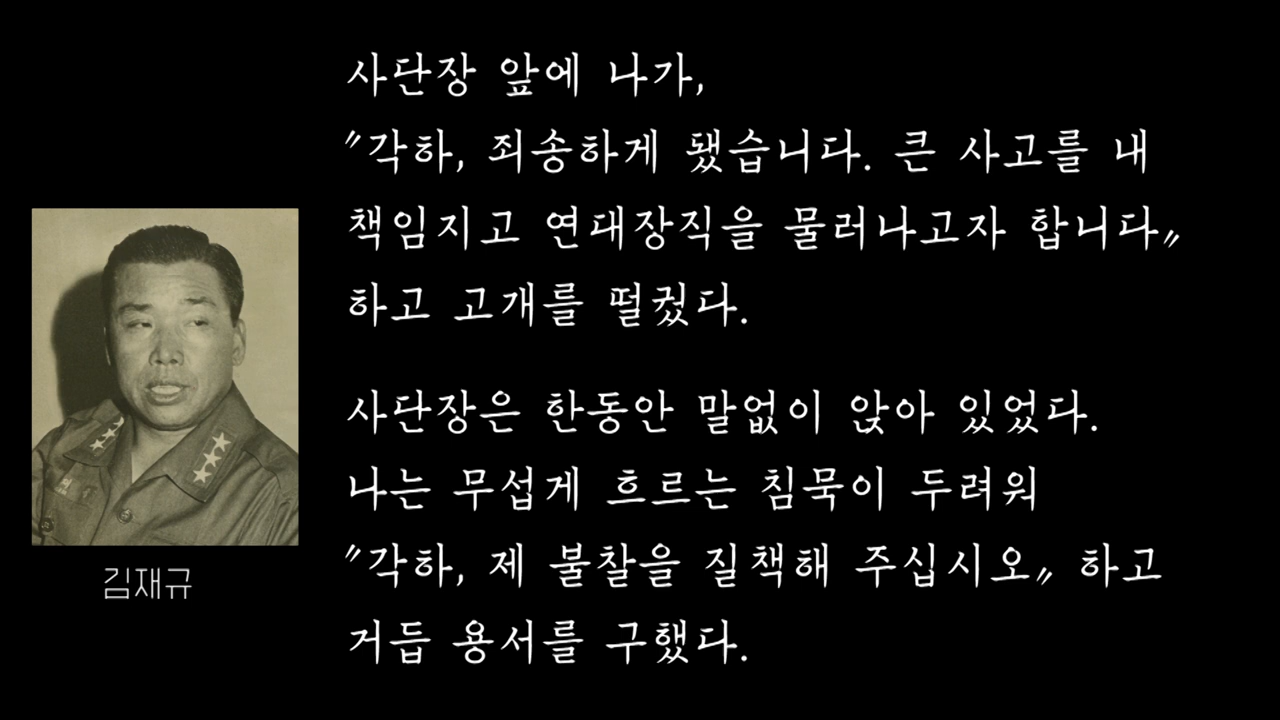 사단장 앞에 나가,
〃각하, 죄송하게 됐습니다. 큰 사고를 내
책임지고 연대장직을 물러나고자 합니다〃
하고 고개를 떨궜다.
사단장은 한동안 말없이 앉아 있었다.
나는 무섭게 흐르는 침묵이 두려워
〃각하, 제 불찰을 질책해 주십시오〃 하고
거듭 용서를 구했다.
김재규